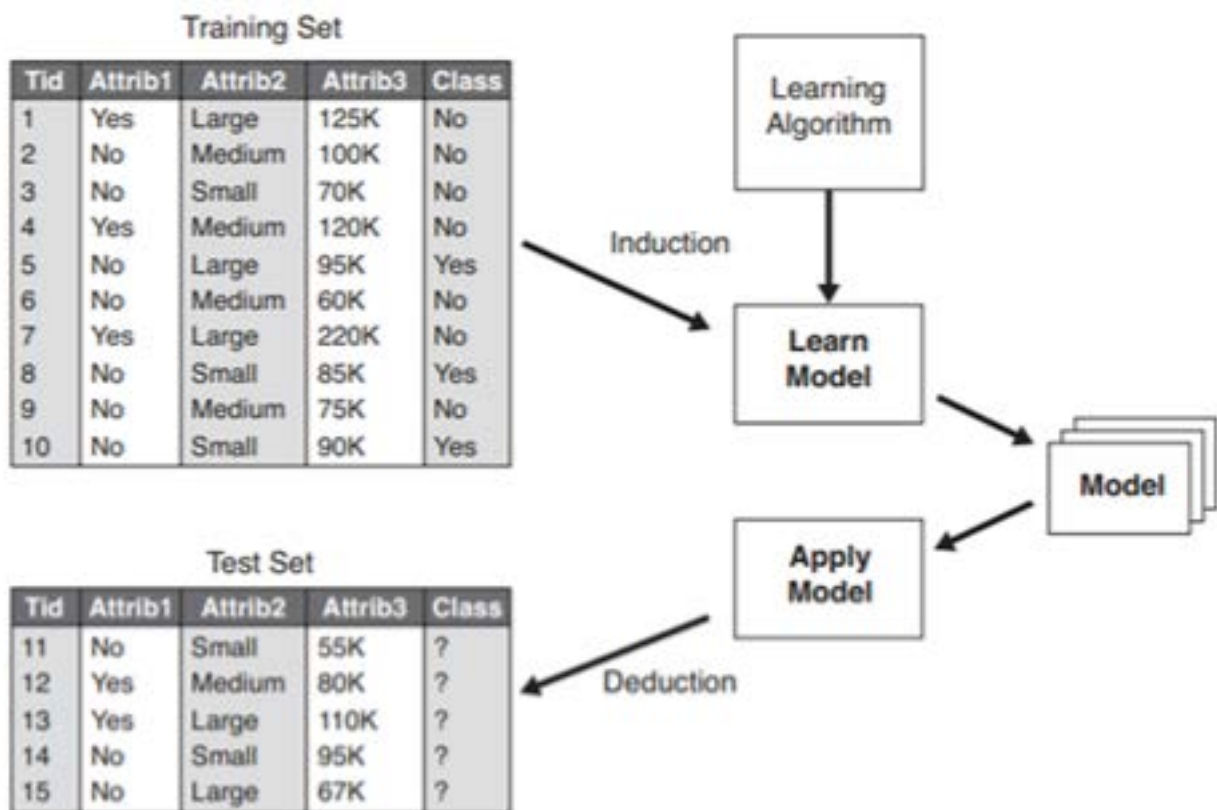 Training Set
Tid Attrib1 Attrib2 Attrib3 Class
1 Yes Large 125K No
2 No Medium 100K No
3 No Small 70K No
4 Yes Medium 120K No
5 No Large 95K Yes
6 No Medium 60K No
7 Yes Large 220K No
8 No Small 85K Yes
9 No Medium 75K No
10 No Small 90K Yes
Learning
Algorithm
Induction
Learn
Model
Model
Apply
Model
Deduction
Test Set
Tid Attrib1 Attrib2 Attrib3 Class
11 No Small 55K ?
12 Yes Medium 80K ?
13 Yes Large 110K ?
14 No Small 95K ?
15 No Large 67K ?